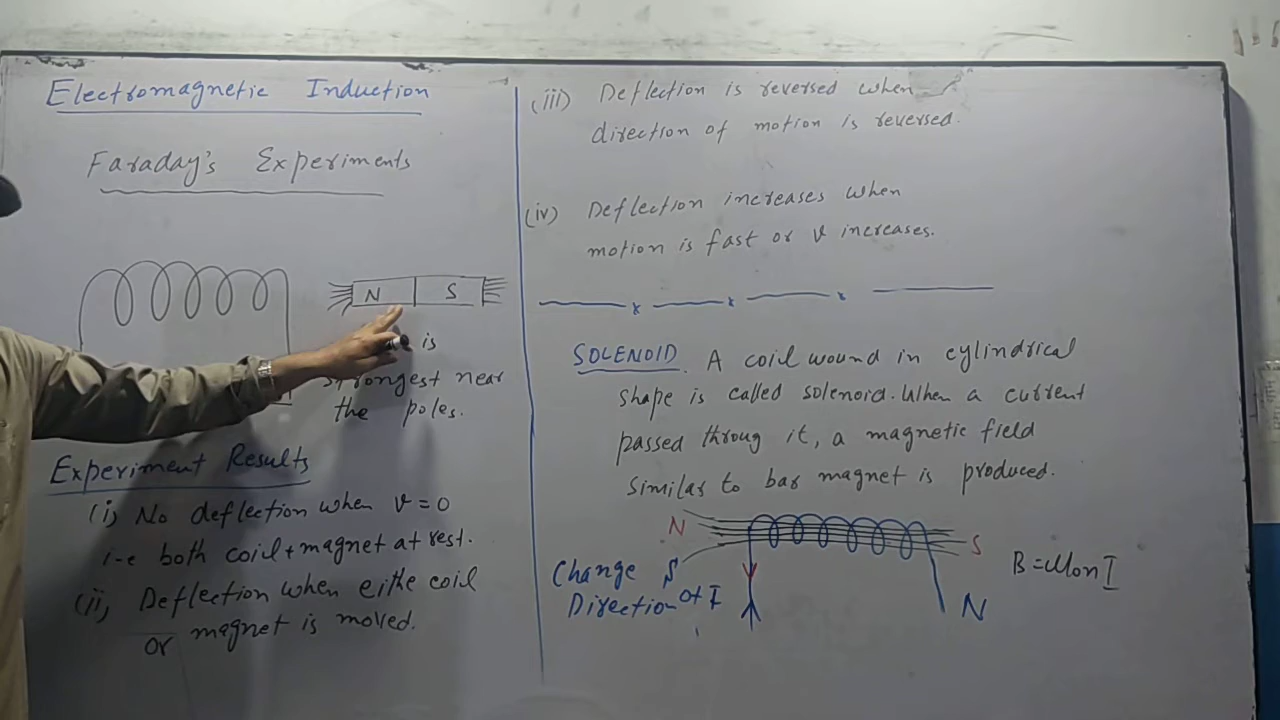 Electromagnetic Induction
Faraday's Experiments
N S
is
strongest near
the poles.
Experiment Results
(i) No deflection when v = 0
i-e both coil + magnet at rest.
(ii) Deflection when eithe coil
or magnet is moved.
(iii) Deflection is reversed when
direction of motion is reversed.
(iv) Deflection increases when
motion is fast or v increases.
SOLENOID. A coil wound in cylindrical
shape is called solenoid. When a current
passed throug it, a magnetic field
similar to bar magnet is produced.
N S
Change S
Direction of I
N
B = μonI